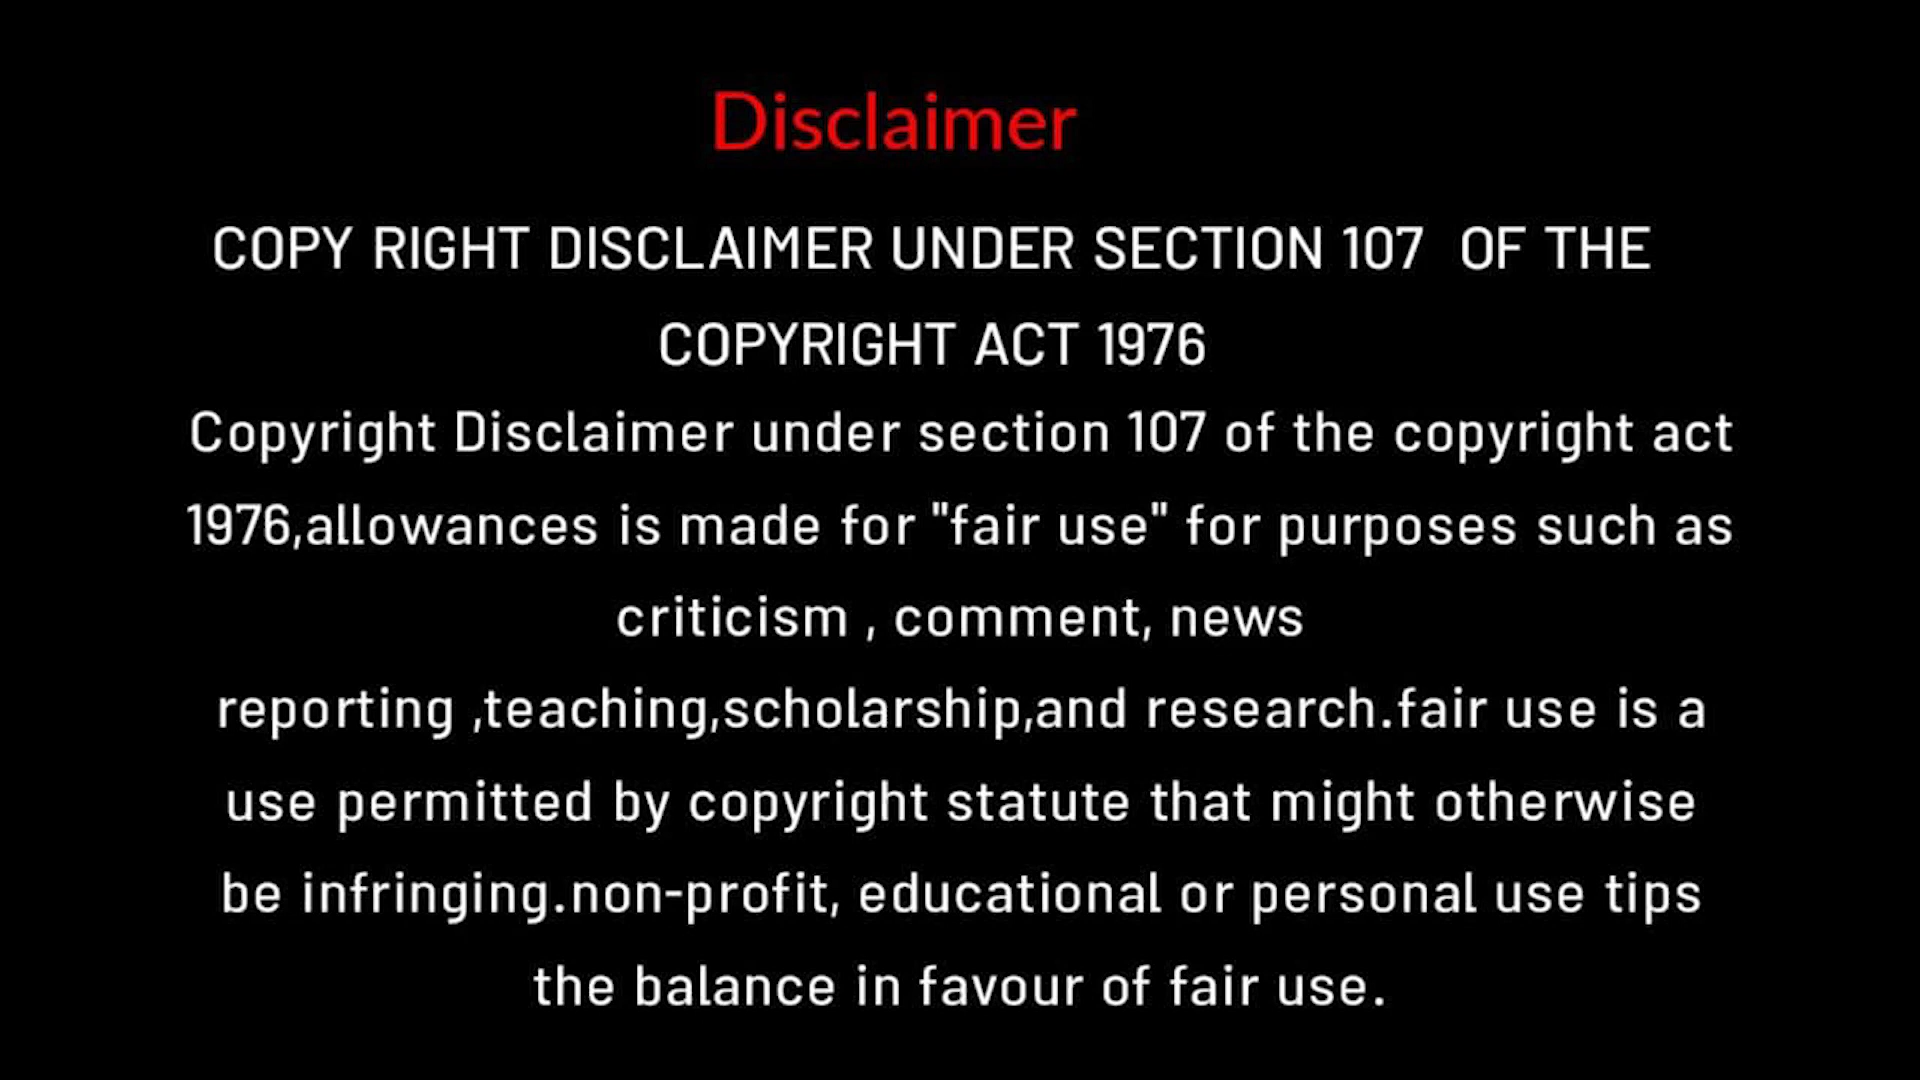 Disclaimer
COPY RIGHT DISCLAIMER UNDER SECTION 107 OF THE
COPYRIGHT ACT 1976
Copyright Disclaimer under section 107 of the copyright act
1976,allowances is made for "fair use" for purposes such as
criticism , comment, news
reporting ,teaching,scholarship,and research.fair use is a
use permitted by copyright statute that might otherwise
be infringing.non-profit, educational or personal use tips
the balance in favour of fair use.